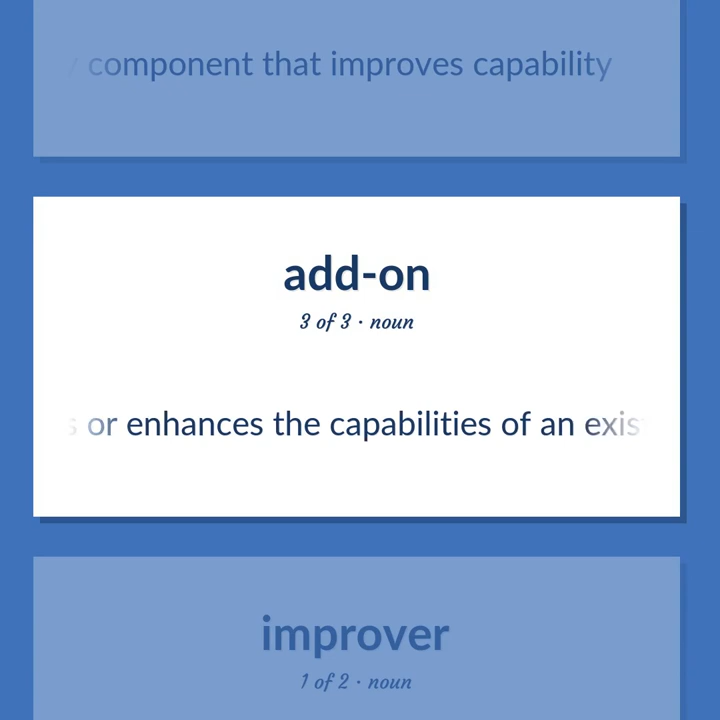 component that improves capability
add-on
3 of 3 · noun
or enhances the capabilities of an
improver
1 of 2 · noun